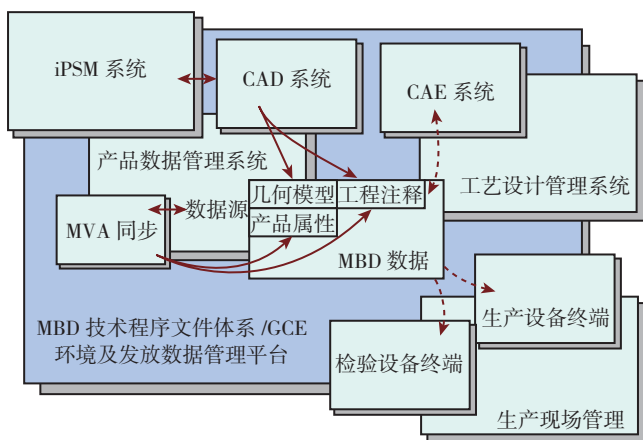 iPSM 系统
CAD 系统
CAE 系统
产品数据管理系统
工艺设计管理系统
几何模型
工程注释
数据源
产品属性
MVA 同步
MBD 数据
MBD 技术程序文件体系 /GCE
环境及发放数据管理平台
生产设备终端
检验设备终端
生产现场管理